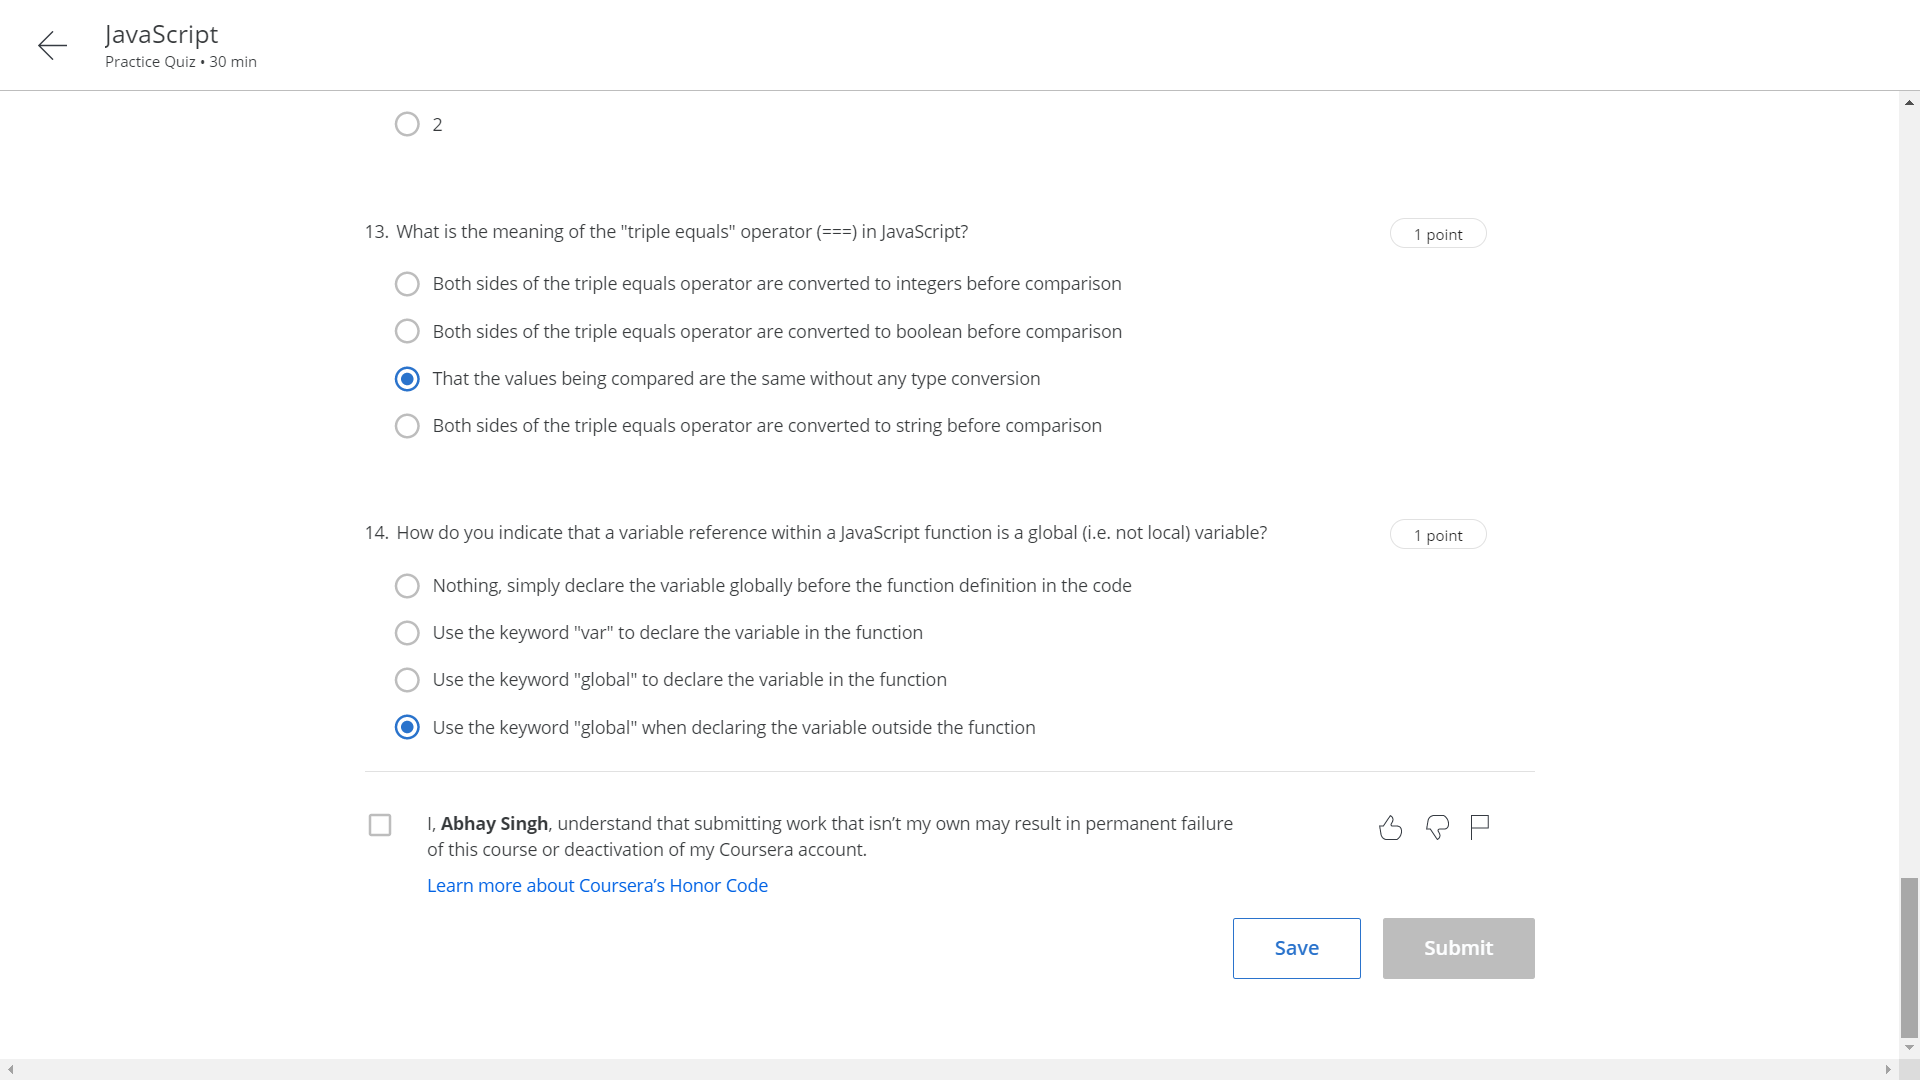 JavaScript
Practice Quiz • 30 min
2
13. What is the meaning of the "triple equals" operator (===) in JavaScript?
1 point
Both sides of the triple equals operator are converted to integers before comparison
Both sides of the triple equals operator are converted to boolean before comparison
That the values being compared are the same without any type conversion
Both sides of the triple equals operator are converted to string before comparison
14. How do you indicate that a variable reference within a JavaScript function is a global (i.e. not local) variable?
1 point
Nothing, simply declare the variable globally before the function definition in the code
Use the keyword "var" to declare the variable in the function
Use the keyword "global" to declare the variable in the function
Use the keyword "global" when declaring the variable outside the function
I, Abhay Singh, understand that submitting work that isn’t my own may result in permanent failure
of this course or deactivation of my Coursera account.
Learn more about Coursera’s Honor Code
Save
Submit